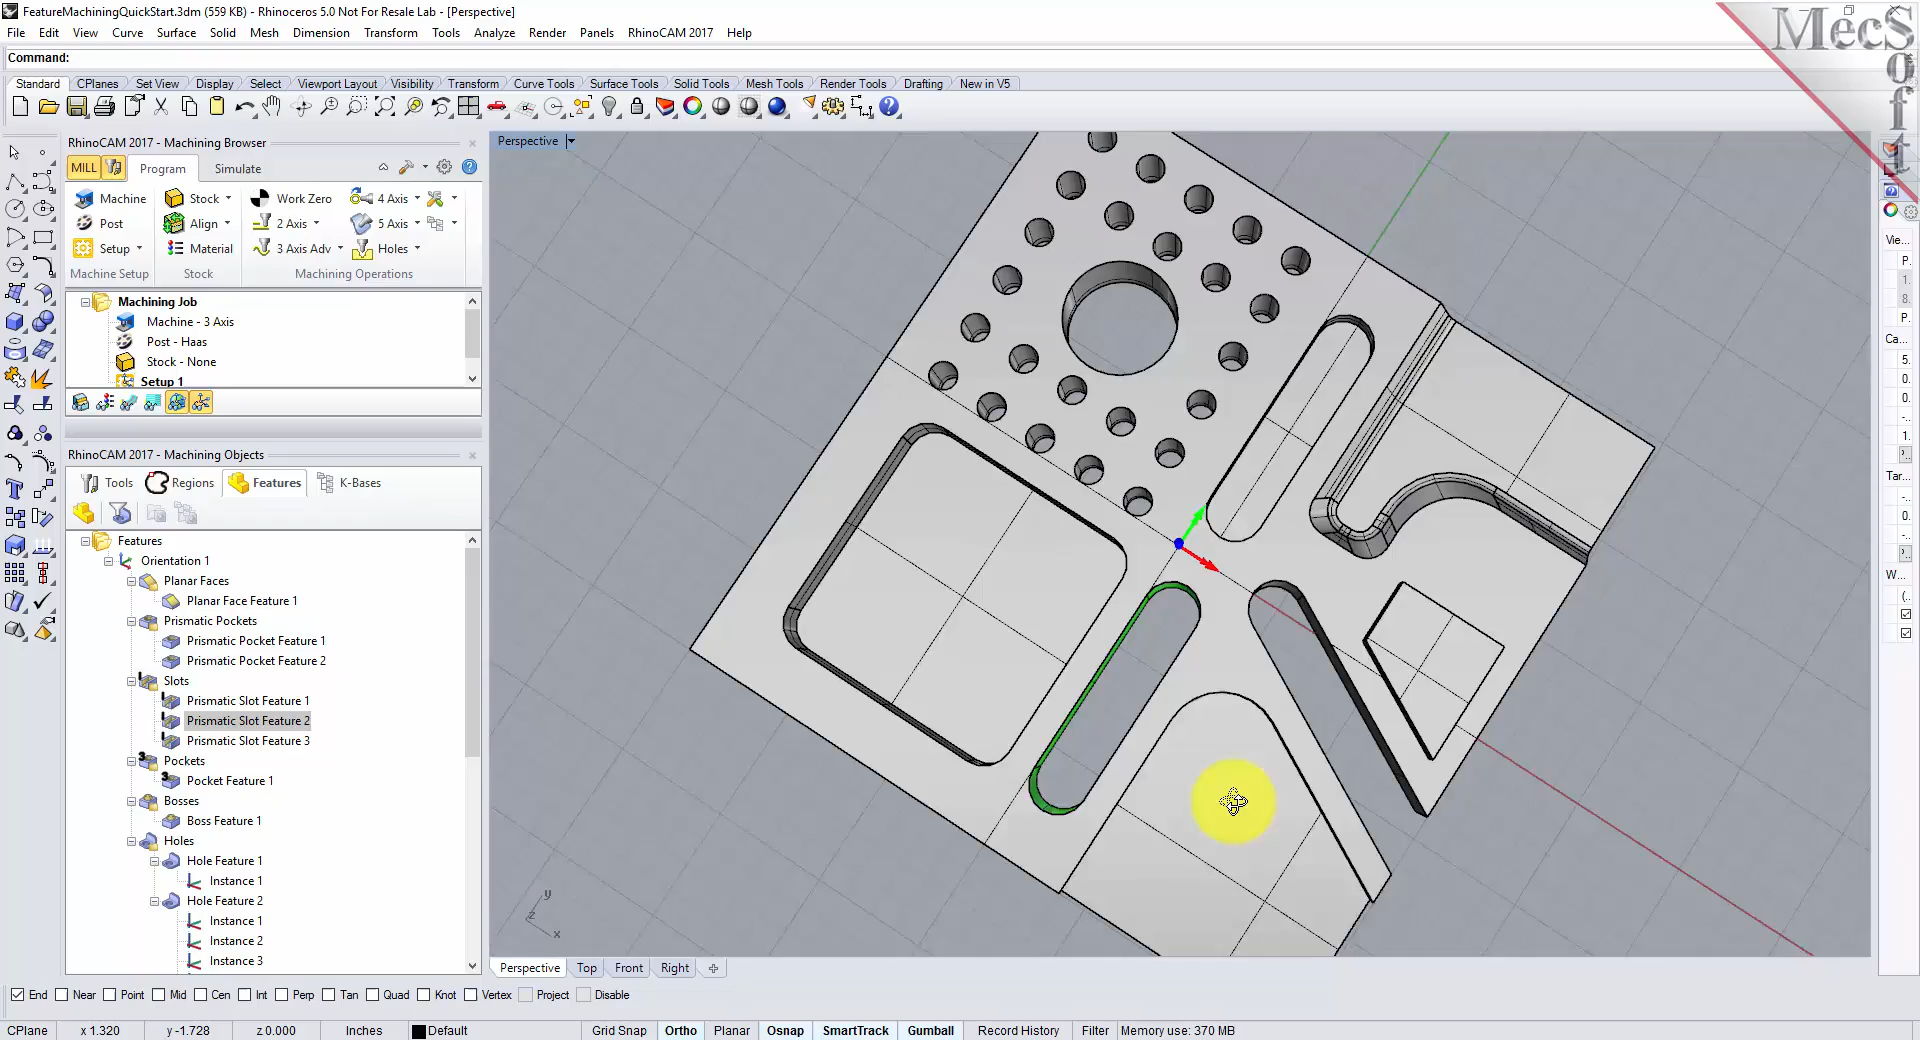 FeatureMachiningQuickStart.3dm (559 KB) - Rhinoceros 5.0 Not For Resale Lab - [Perspective]
File Edit View Curve Surface Solid Mesh Dimension Transform Tools Analyze Render Panels RhinoCAM 2017 Help
MecSoft
Command:
Standard CPlanes Set View Display Select Viewport Layout Visibility Transform Curve Tools Surface Tools Solid Tools Mesh Tools Render Tools Drafting New in V5
RhinoCAM 2017 - Machining Browser
MILL Program Simulate
Machine Stock Work Zero 4 Axis
Post Align 2 Axis 5 Axis
Setup Material 3 Axis Adv Holes
Machine Setup Stock Machining Operations
Machining Job
Machine - 3 Axis
Post - Haas
Stock - None
Setup 1
RhinoCAM 2017 - Machining Objects
Tools Regions Features K-Bases
Features
Orientation 1
Planar Faces
Planar Face Feature 1
Prismatic Pockets
Prismatic Pocket Feature 1
Prismatic Pocket Feature 2
Slots
Prismatic Slot Feature 1
Prismatic Slot Feature 2
Prismatic Slot Feature 3
Pockets
Pocket Feature 1
Bosses
Boss Feature 1
Holes
Hole Feature 1
Instance 1
Hole Feature 2
Instance 1
Instance 2
Instance 3
Perspective
y
z
x
Vie...
P.
1.
8.
P.
Ca...
5.
0.
0.
-.
1.
Tar...
-.
0.
-.
W...
(.
Perspective Top Front Right
End Near Point Mid Cen Int Perp Tan Quad Knot Vertex Project Disable
CPlane x 1.320 y -1.728 z 0.000 Inches Default Grid Snap Ortho Planar Osnap SmartTrack Gumball Record History Filter Memory use: 370 MB